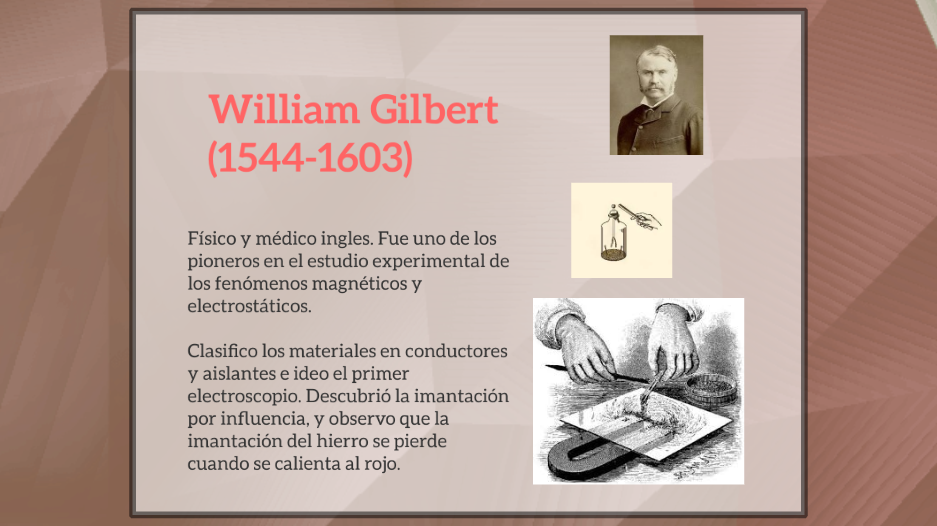 William Gilbert
(1544-1603)
Físico y médico ingles. Fue uno de los
pioneros en el estudio experimental de
los fenómenos magnéticos y
electrostáticos.
Clasifico los materiales en conductores
y aislantes e ideo el primer
electroscopio. Descubrió la imantación
por influencia, y observo que la
imantación del hierro se pierde
cuando se calienta al rojo.